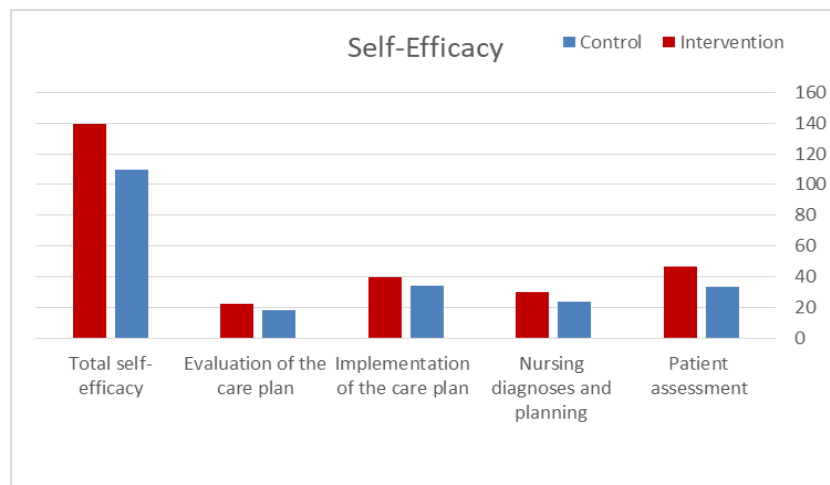 Self-Efficacy
Control
Intervention
160
140
120
100
80
60
40
20
0
Total self-
efficacy
Evaluation of the
care plan
Implementation
of the care plan
Nursing
diagnoses and
planning
Patient
assessment